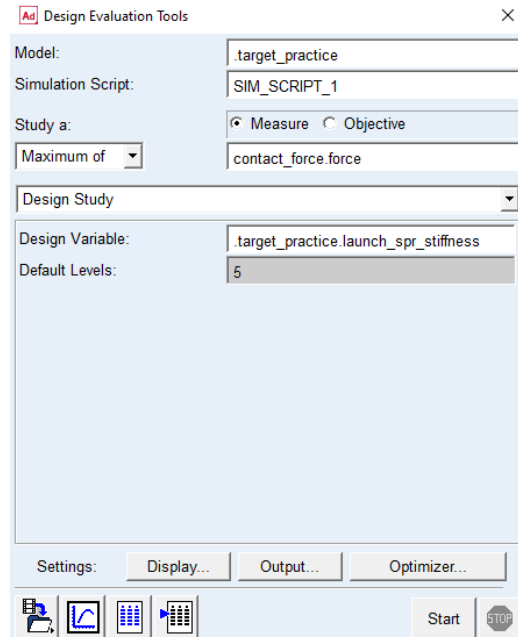 Ad Design Evaluation Tools
Model: .target_practice
Simulation Script: SIM_SCRIPT_1
Study a: Measure Objective
Maximum of contact_force.force
Design Study
Design Variable: .target_practice.launch_spr_stiffness
Default Levels: 5
Settings: Display... Output... Optimizer...
Start STOP